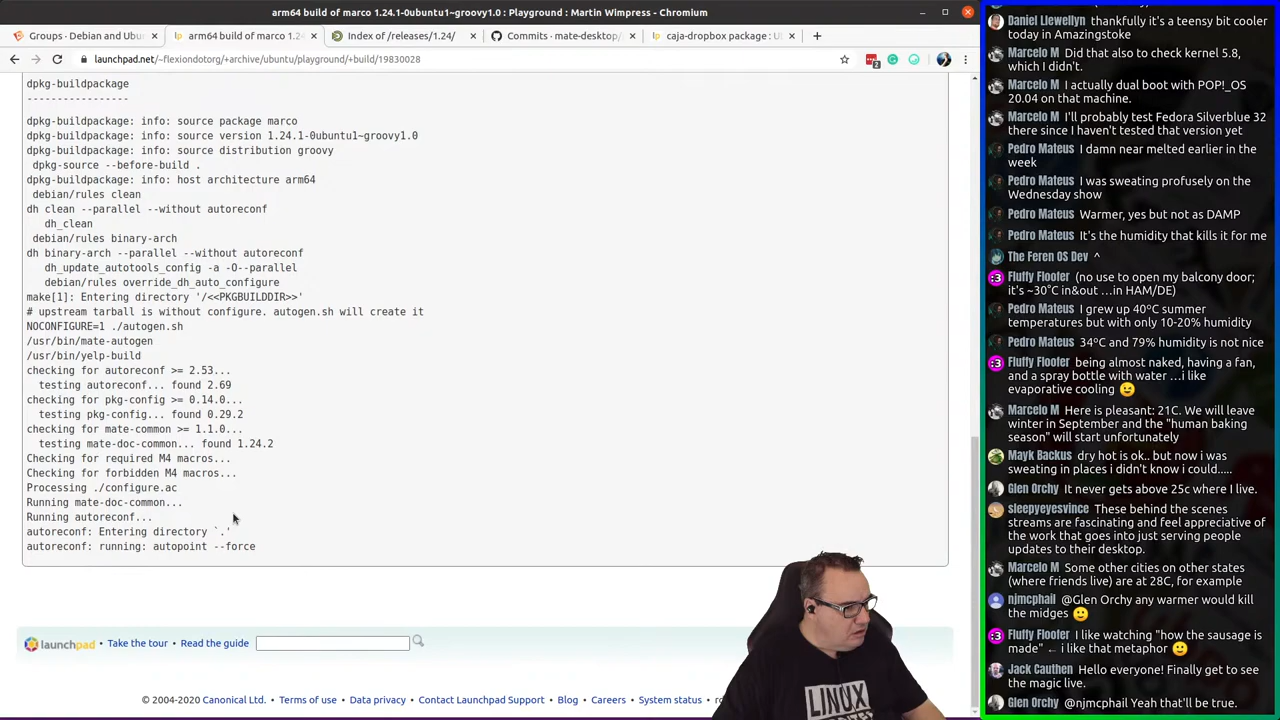 arm64 build of marco 1.24.1-0ubuntu1~groovy1.0 : Playground : Martin Wimpress - Chromium
Groups - Debian and Ubu
arm64 build of marco 1.24.
Index of /releases/1.24/
Commits · mate-desktop/
caja-dropbox package : U
launchpad.net/~flexiondotorg/+archive/ubuntu/playground/+build/19830028
2
dpkg-buildpackage
-----------------
dpkg-buildpackage: info: source package marco
dpkg-buildpackage: info: source version 1.24.1-0ubuntu1~groovy1.0
dpkg-buildpackage: info: source distribution groovy
dpkg-source --before-build .
dpkg-buildpackage: info: host architecture arm64
debian/rules clean
dh clean --parallel --without autoreconf
dh_clean
debian/rules binary-arch
dh binary-arch --parallel --without autoreconf
dh_update_autotools_config -a -O--parallel
debian/rules override_dh_auto_configure
make[1]: Entering directory '/<<PKGBUILDDIR>>'
# upstream tarball is without configure. autogen.sh will create it
NOCONFIGURE=1 ./autogen.sh
/usr/bin/mate-autogen
/usr/bin/yelp-build
checking for autoreconf >= 2.53...
testing autoreconf... found 2.69
checking for pkg-config >= 0.14.0...
testing pkg-config... found 0.29.2
checking for mate-common >= 1.1.0...
testing mate-doc-common... found 1.24.2
Checking for required M4 macros...
Checking for forbidden M4 macros...
Processing ./configure.ac
Running mate-doc-common...
Running autoreconf...
autoreconf: Entering directory `.'
autoreconf: running: autopoint --force
launchpad • Take the tour • Read the guide
© 2004-2020 Canonical Ltd. • Terms of use • Data privacy • Contact Launchpad Support • Blog • Careers • System status •
LINUX
Daniel Llewellyn thankfully it's a teensy bit cooler
today in Amazingstoke
Marcelo M Did that also to check kernel 5.8,
which I didn't.
Marcelo M I actually dual boot with POP!_OS
20.04 on that machine.
Marcelo M I'll probably test Fedora Silverblue 32
there since I haven't tested that version yet
Pedro Mateus I damn near melted earlier in the
week
Pedro Mateus I was sweating profusely on the
Wednesday show
Pedro Mateus Warmer, yes but not as DAMP
Pedro Mateus It's the humidity that kills it for me
The Feren OS Dev ^
Fluffy Floofer (no use to open my balcony door;
it's ~30°C in&out …in HAM/DE)
Pedro Mateus I grew up 40ºC summer
temperatures but with only 10-20% humidity
Pedro Mateus 34ºC and 79% humidity is not nice
Fluffy Floofer being almost naked, having a fan,
and a spray bottle with water …i like
evaporative cooling 😉
Marcelo M Here is pleasant: 21C. We will leave
winter in September and the "human baking
season" will start unfortunately
Mayk Backus dry hot is ok.. but now i was
sweating in places i didn't know i could.....
Glen Orchy It never gets above 25c where I live.
sleepyeyesvince These behind the scenes
streams are fascinating and feel appreciative of
the work that goes into just serving people
updates to their desktop.
Marcelo M Some other cities on other states
(where friends live) are at 28C, for example
njmcphail @Glen Orchy any warmer would kill
the midges 🙂
Fluffy Floofer I like watching "how the sausage is
made" ← i like that metaphor 🙂
Jack Cauthen Hello everyone! Finally get to see
the magic live.
Glen Orchy @njmcphail Yeah that'll be true.